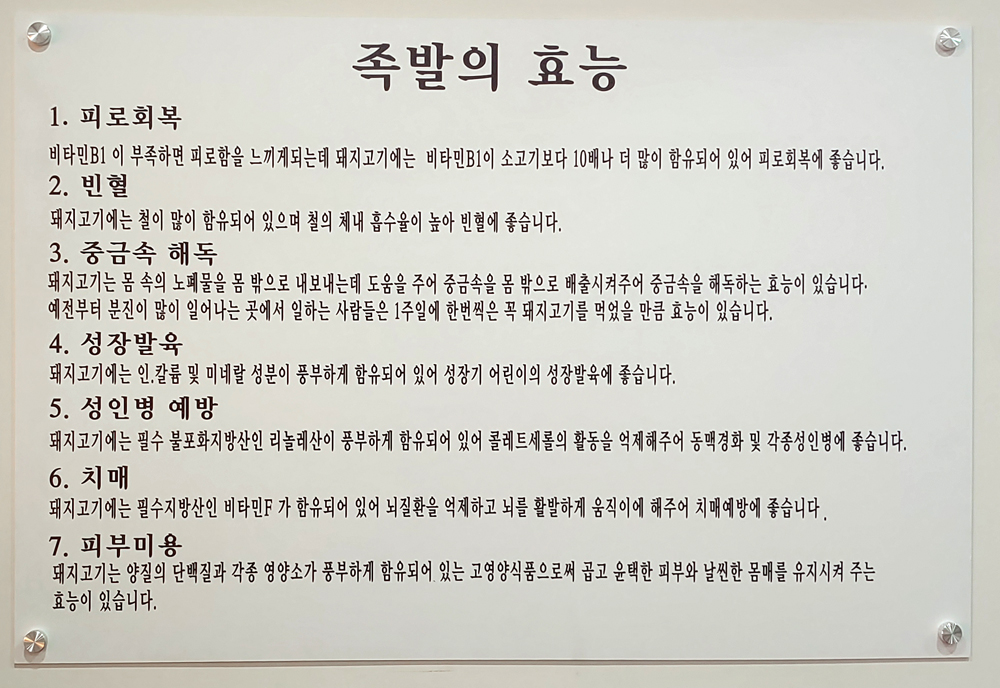 족발의 효능
1. 피로회복
비타민B1 이 부족하면 피로함을 느끼게되는데 돼지고기에는 비타민B1이 소고기보다 10배나 더 많이 함유되어 있어 피로회복에 좋습니다.
2. 빈혈
돼지고기에는 철이 많이 함유되어 있으며 철의 체내 흡수율이 높아 빈혈에 좋습니다.
3. 중금속 해독
돼지고기는 몸 속의 노폐물을 몸 밖으로 내보내는데 도움을 주어 중금속을 몸 밖으로 배출시켜주어 중금속을 해독하는 효능이 있습니다.
예전부터 분진이 많이 일어나는 곳에서 일하는 사람들은 1주일에 한번씩은 꼭 돼지고기를 먹었을 만큼 효능이 있습니다.
4. 성장발육
돼지고기에는 인.칼륨 및 미네랄 성분이 풍부하게 함유되어 있어 성장기 어린이의 성장발육에 좋습니다.
5. 성인병 예방
돼지고기에는 필수 불포화지방산인 리놀레산이 풍부하게 함유되어 있어 콜레트세롤의 활동을 억제해주어 동맥경화 및 각종성인병에 좋습니다.
6. 치매
돼지고기에는 필수지방산인 비타민F 가 함유되어 있어 뇌질환을 억제하고 뇌를 활발하게 움직이에 해주어 치매예방에 좋습니다.
7. 피부미용
돼지고기는 양질의 단백질과 각종 영양소가 풍부하게 함유되어 있는 고영양식품으로써 곱고 윤택한 피부와 날씬한 몸매를 유지시켜 주는
효능이 있습니다.